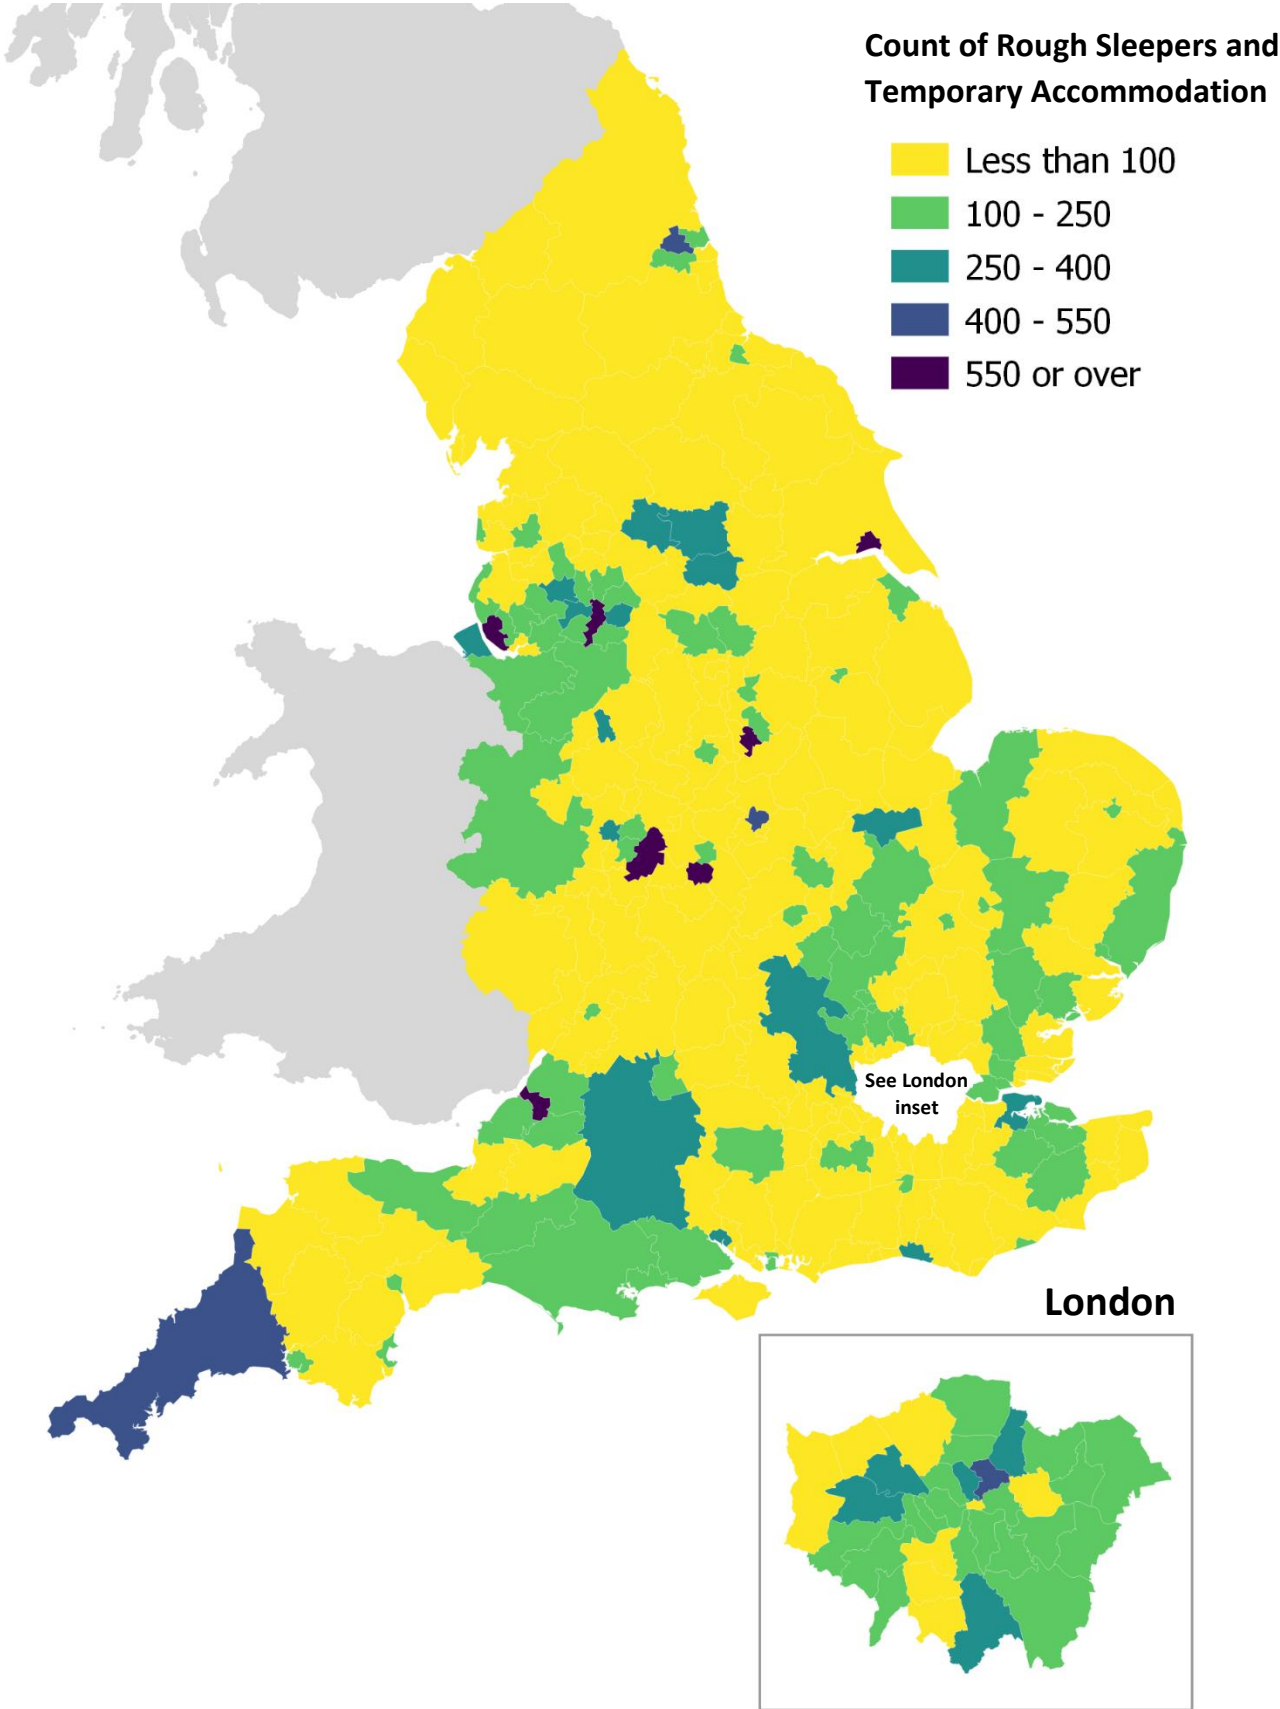 Count of Rough Sleepers and
Temporary Accommodation
Less than 100
100 - 250
250 - 400
400 - 550
550 or over
See London
inset
London